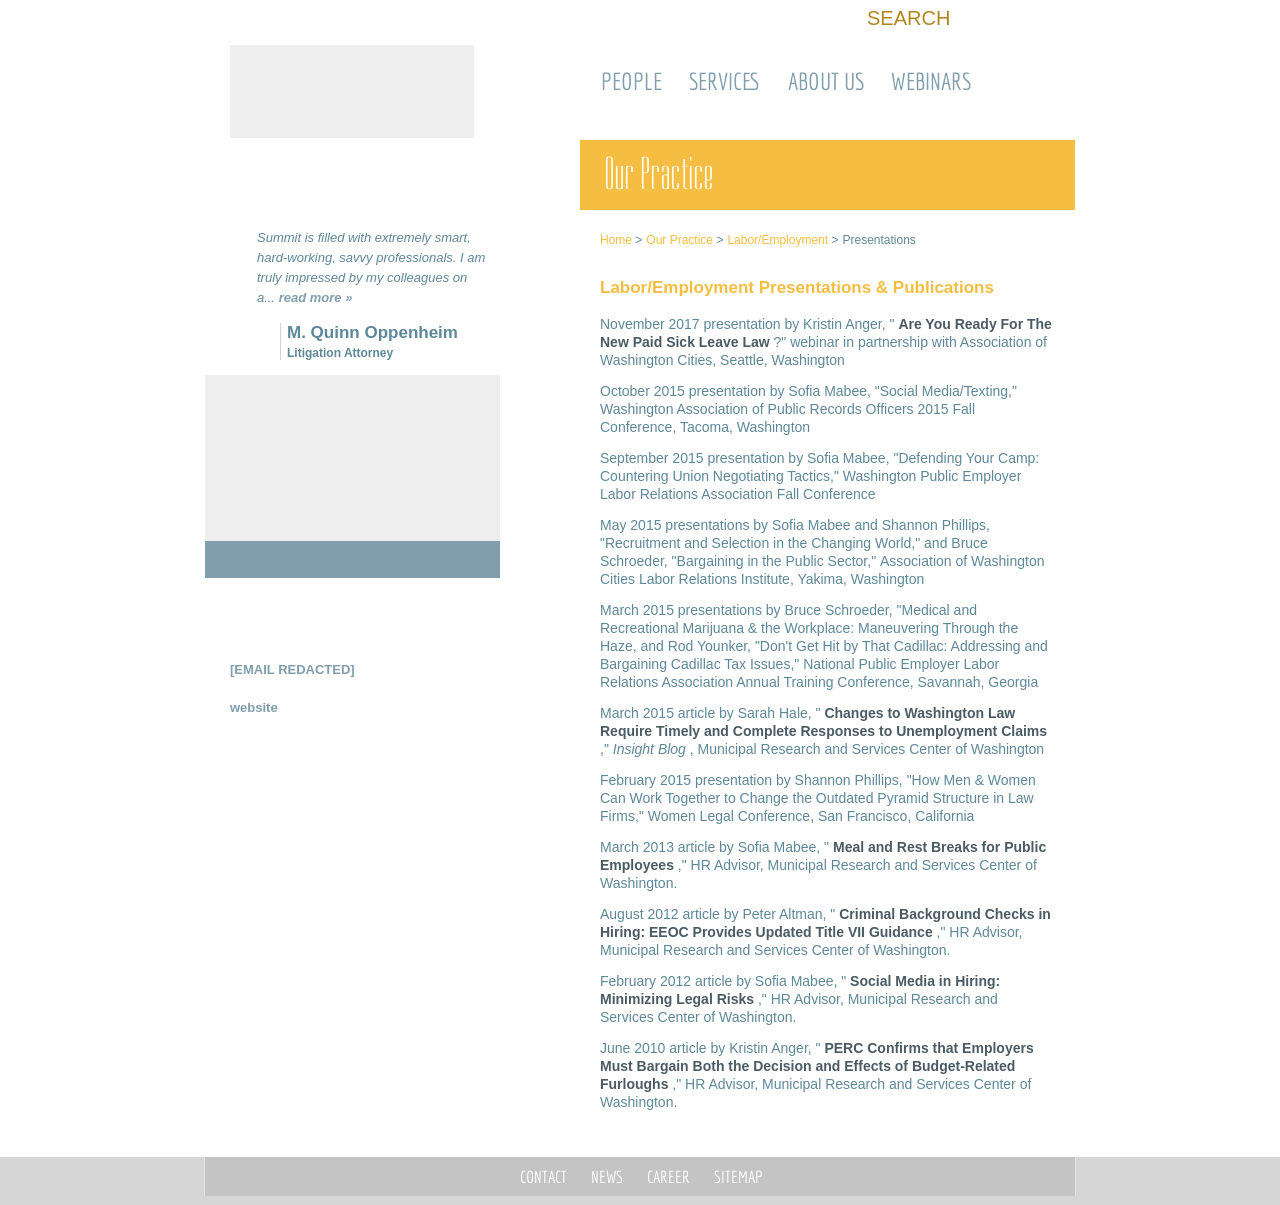 SEARCH
PEOPLE SERVICES ABOUT US WEBINARS
Our Practice
Summit is filled with extremely smart,
hard-working, savvy professionals. I am
truly impressed by my colleagues on
a... read more »
M. Quinn Oppenheim
Litigation Attorney
[EMAIL REDACTED]
website
Home > Our Practice > Labor/Employment > Presentations
Labor/Employment Presentations & Publications
November 2017 presentation by Kristin Anger, " Are You Ready For The
New Paid Sick Leave Law ?" webinar in partnership with Association of
Washington Cities, Seattle, Washington
October 2015 presentation by Sofia Mabee, "Social Media/Texting,"
Washington Association of Public Records Officers 2015 Fall
Conference, Tacoma, Washington
September 2015 presentation by Sofia Mabee, "Defending Your Camp:
Countering Union Negotiating Tactics," Washington Public Employer
Labor Relations Association Fall Conference
May 2015 presentations by Sofia Mabee and Shannon Phillips,
"Recruitment and Selection in the Changing World," and Bruce
Schroeder, "Bargaining in the Public Sector," Association of Washington
Cities Labor Relations Institute, Yakima, Washington
March 2015 presentations by Bruce Schroeder, "Medical and
Recreational Marijuana & the Workplace: Maneuvering Through the
Haze, and Rod Younker, "Don't Get Hit by That Cadillac: Addressing and
Bargaining Cadillac Tax Issues," National Public Employer Labor
Relations Association Annual Training Conference, Savannah, Georgia
March 2015 article by Sarah Hale, " Changes to Washington Law
Require Timely and Complete Responses to Unemployment Claims
," Insight Blog , Municipal Research and Services Center of Washington
February 2015 presentation by Shannon Phillips, "How Men & Women
Can Work Together to Change the Outdated Pyramid Structure in Law
Firms," Women Legal Conference, San Francisco, California
March 2013 article by Sofia Mabee, " Meal and Rest Breaks for Public
Employees ," HR Advisor, Municipal Research and Services Center of
Washington.
August 2012 article by Peter Altman, " Criminal Background Checks in
Hiring: EEOC Provides Updated Title VII Guidance ," HR Advisor,
Municipal Research and Services Center of Washington.
February 2012 article by Sofia Mabee, " Social Media in Hiring:
Minimizing Legal Risks ," HR Advisor, Municipal Research and
Services Center of Washington.
June 2010 article by Kristin Anger, " PERC Confirms that Employers
Must Bargain Both the Decision and Effects of Budget-Related
Furloughs ," HR Advisor, Municipal Research and Services Center of
Washington.
CONTACT NEWS CAREER SITEMAP